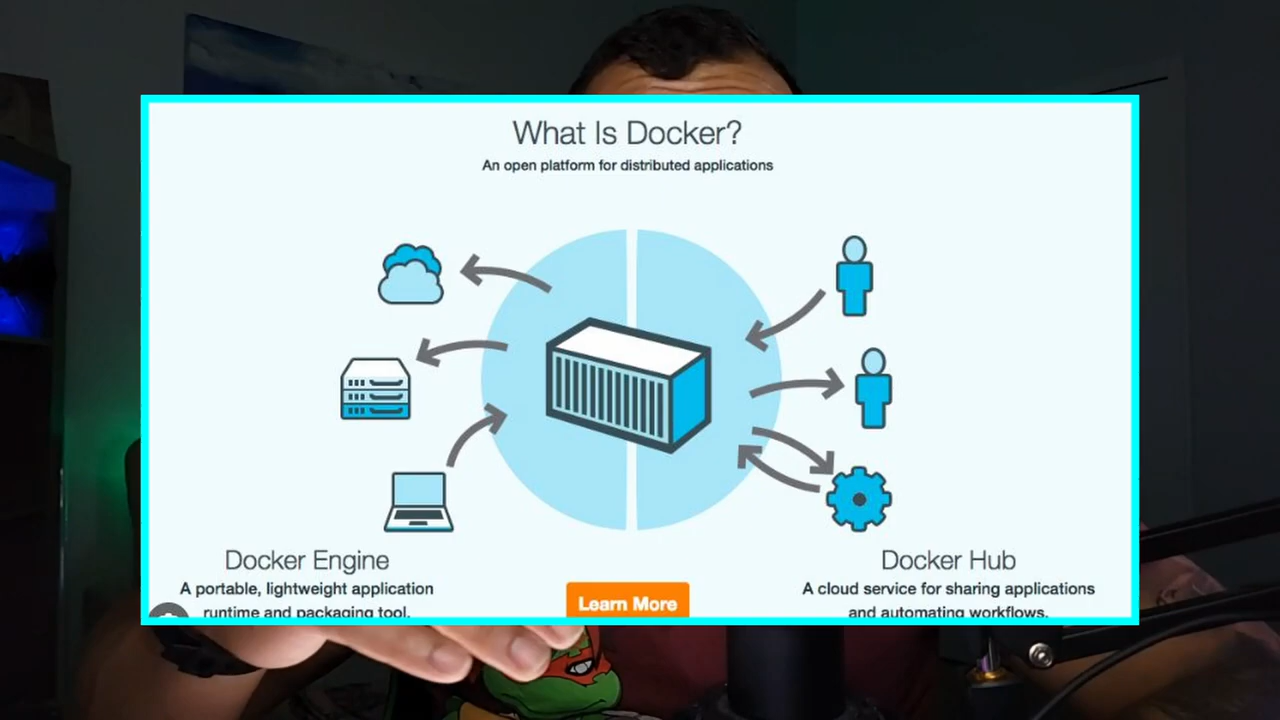 What Is Docker?
An open platform for distributed applications
Docker Engine
A portable, lightweight application
runtime and packaging tool.
Learn More
Docker Hub
A cloud service for sharing applications
and automating workflows.